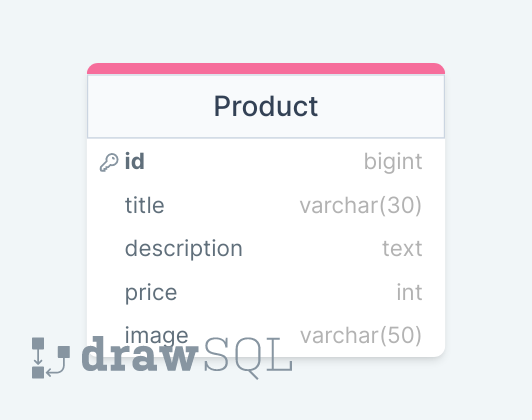 Product
id bigint
title varchar(30)
description text
price int
image varchar(50)
drawSQL